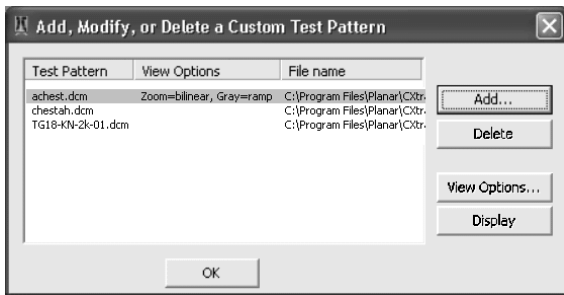 Add, Modify, or Delete a Custom Test Pattern
Test Pattern View Options File name
achest.dcm Zoom=bilinear, Gray=ramp C:\Program Files\Planar\CXtr
chestah.dcm C:\Program Files\Planar\CXtr
TG18-KN-2k-01.dcm C:\Program Files\Planar\CXtr
Add...
Delete
View Options...
Display
OK